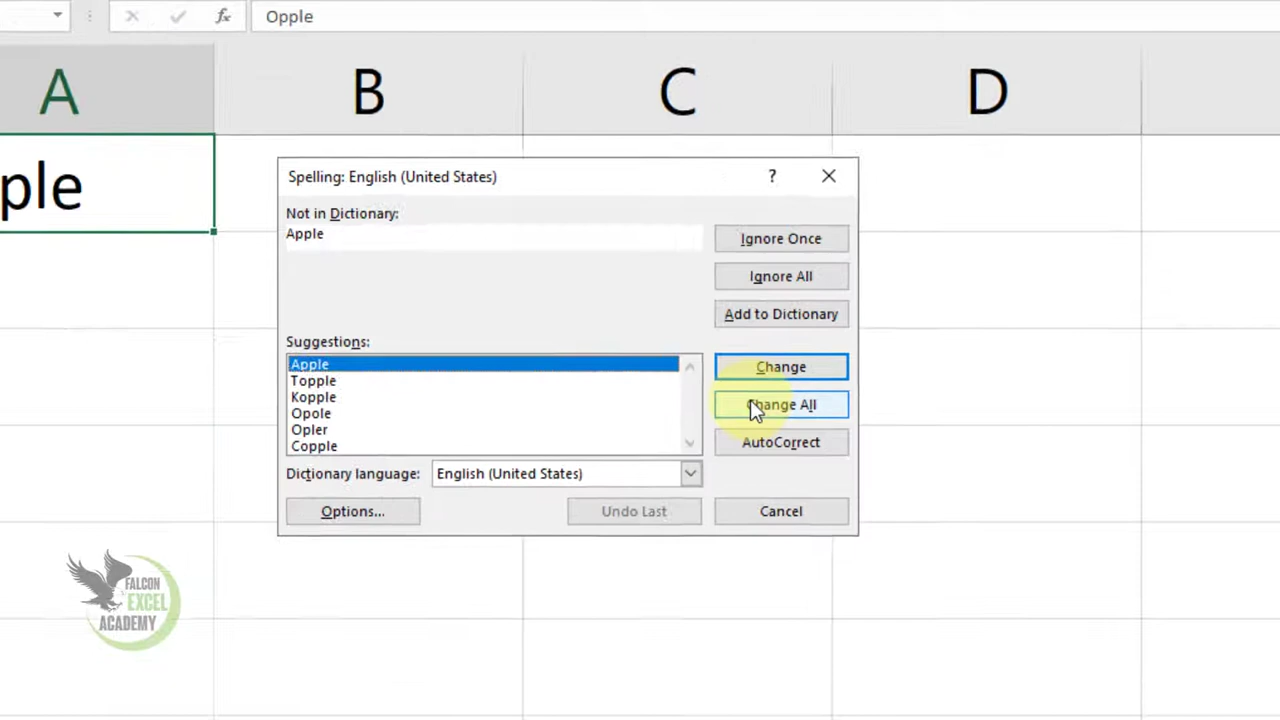 fx Opple
A B C D
pple
Spelling: English (United States) ?
Not in Dictionary:
Apple
Ignore Once
Ignore All
Add to Dictionary
Suggestions:
Apple
Topple
Kopple
Opole
Opler
Copple
Change
Change All
AutoCorrect
Dictionary language: English (United States)
Options... Undo Last Cancel
FALCON
EXCEL
ACADEMY